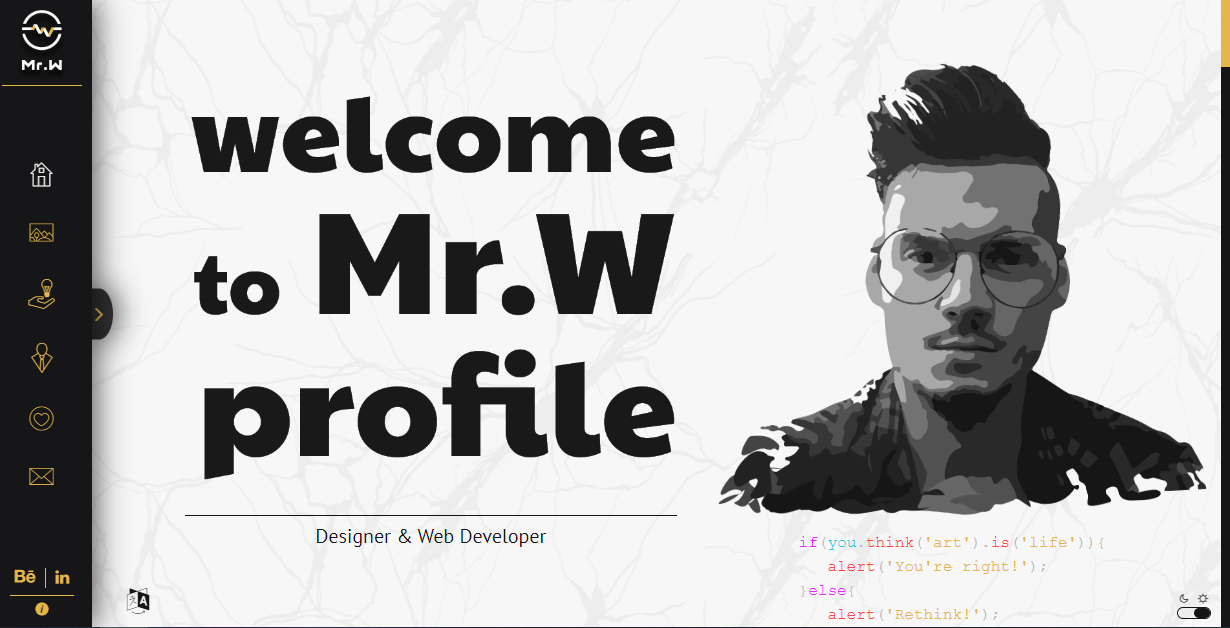 Mr.W
welcome
to Mr.W
profile
Designer & Web Developer
if(you.think('art').is('life')){
alert('You're right!');
}else{
alert('Rethink!');
Bē
in
i
A